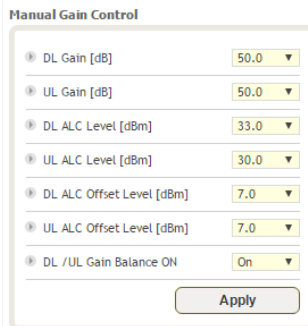 Manual Gain Control
DL Gain [dB] 50.0
UL Gain [dB] 50.0
DL ALC Level [dBm] 33.0
UL ALC Level [dBm] 30.0
DL ALC Offset Level [dBm] 7.0
UL ALC Offset Level [dBm] 7.0
DL /UL Gain Balance ON On
Apply